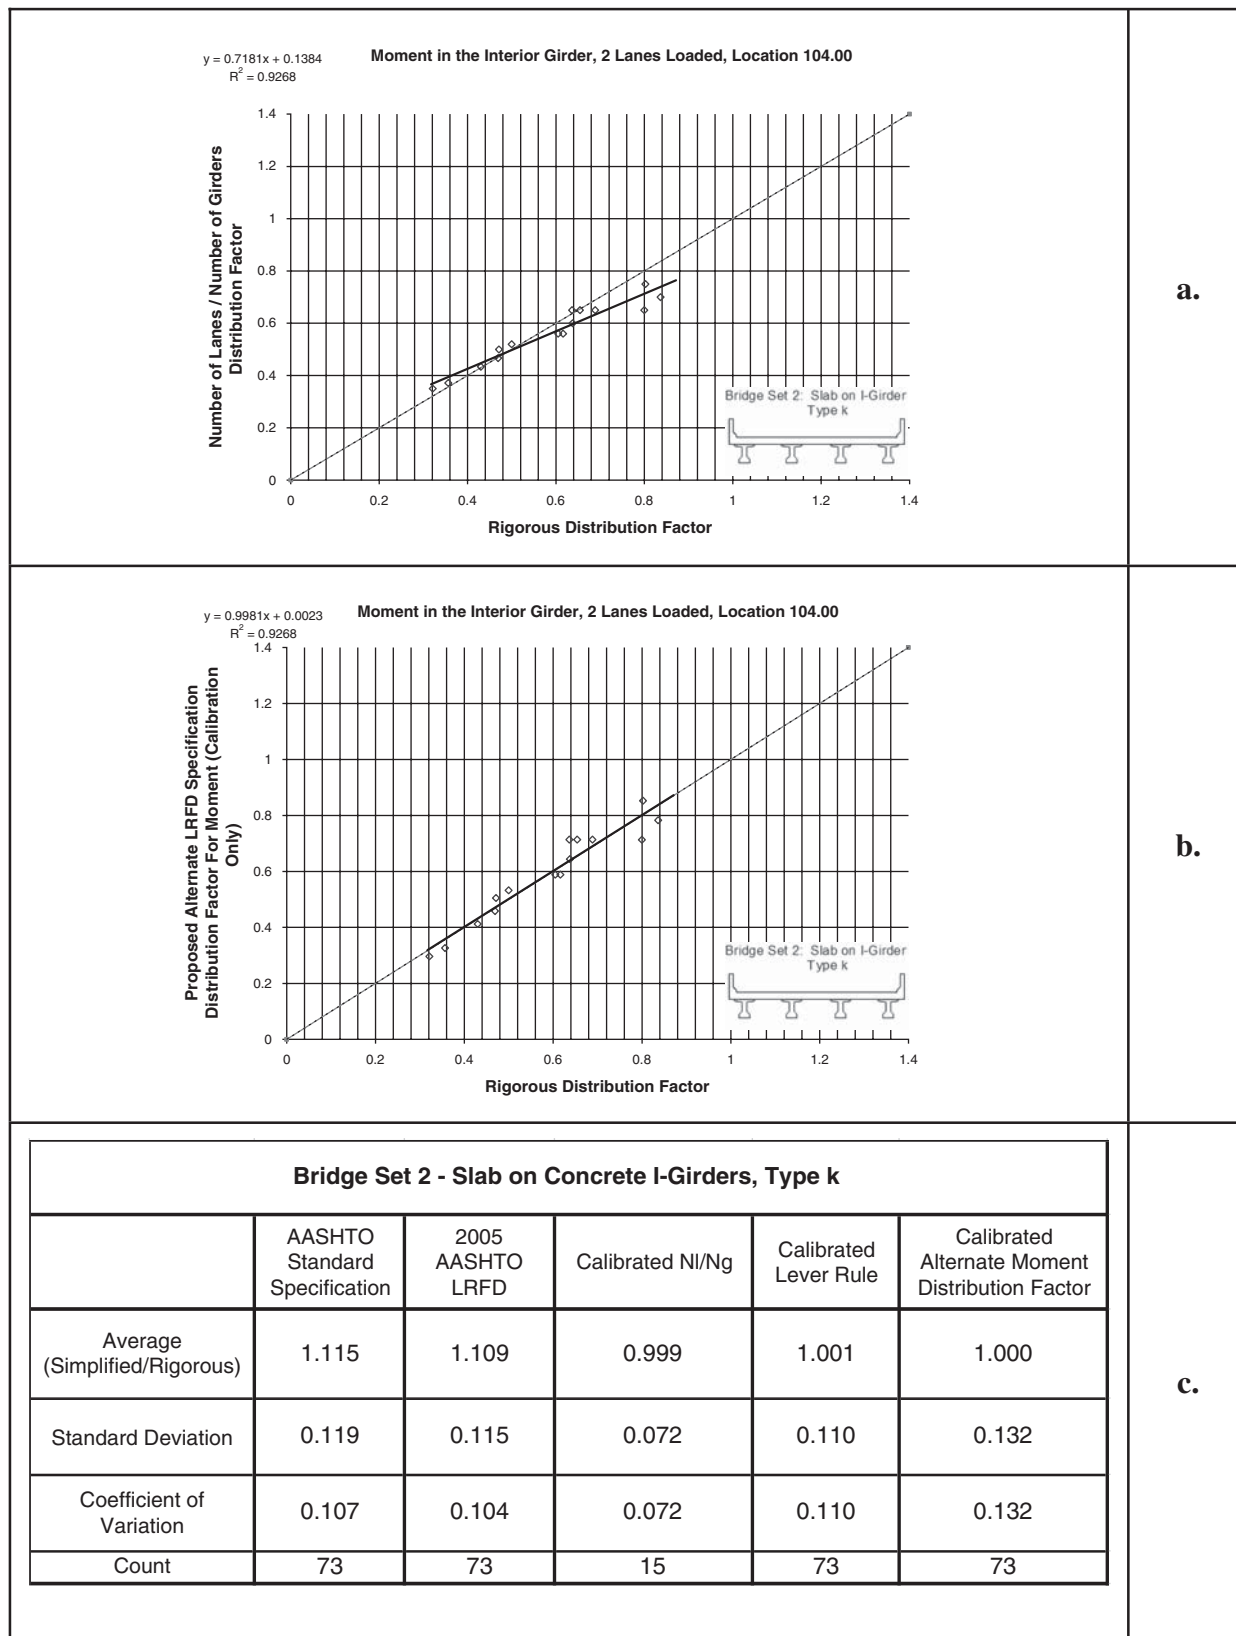 y = 0.7181x + 0.1384
R² = 0.9268
Moment in the Interior Girder, 2 Lanes Loaded, Location 104.00
Number of Lanes / Number of Girders
Distribution Factor
1.4
1.2
1
0.8
0.6
0.4
0.2
0
0 0.2 0.4 0.6 0.8 1 1.2 1.4
Rigorous Distribution Factor
Bridge Set 2: Slab on I-Girder
Type k
a.
y = 0.9981x + 0.0023
R² = 0.9268
Moment in the Interior Girder, 2 Lanes Loaded, Location 104.00
Proposed Alternate LRFD Specification
Distribution Factor For Moment (Calibration
Only)
1.4
1.2
1
0.8
0.6
0.4
0.2
0
0 0.2 0.4 0.6 0.8 1 1.2 1.4
Rigorous Distribution Factor
Bridge Set 2: Slab on I-Girder
Type k
b.
Bridge Set 2 - Slab on Concrete I-Girders, Type k
AASHTO
Standard
Specification
2005
AASHTO
LRFD
Calibrated Nl/Ng
Calibrated
Lever Rule
Calibrated
Alternate Moment
Distribution Factor
Average
(Simplified/Rigorous)
1.115 1.109 0.999 1.001 1.000
Standard Deviation 0.119 0.115 0.072 0.110 0.132
Coefficient of
Variation
0.107 0.104 0.072 0.110 0.132
Count 73 73 15 73 73
c.